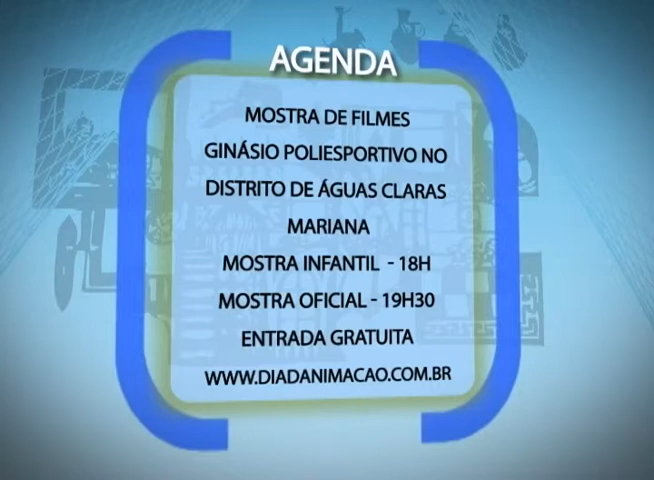 AGENDA
MOSTRA DE FILMES
GINÁSIO POLIESPORTIVO NO
DISTRITO DE ÁGUAS CLARAS
MARIANA
MOSTRA INFANTIL - 18H
MOSTRA OFICIAL - 19H30
ENTRADA GRATUITA
WWW.DIADANIMACAO.COM.BR